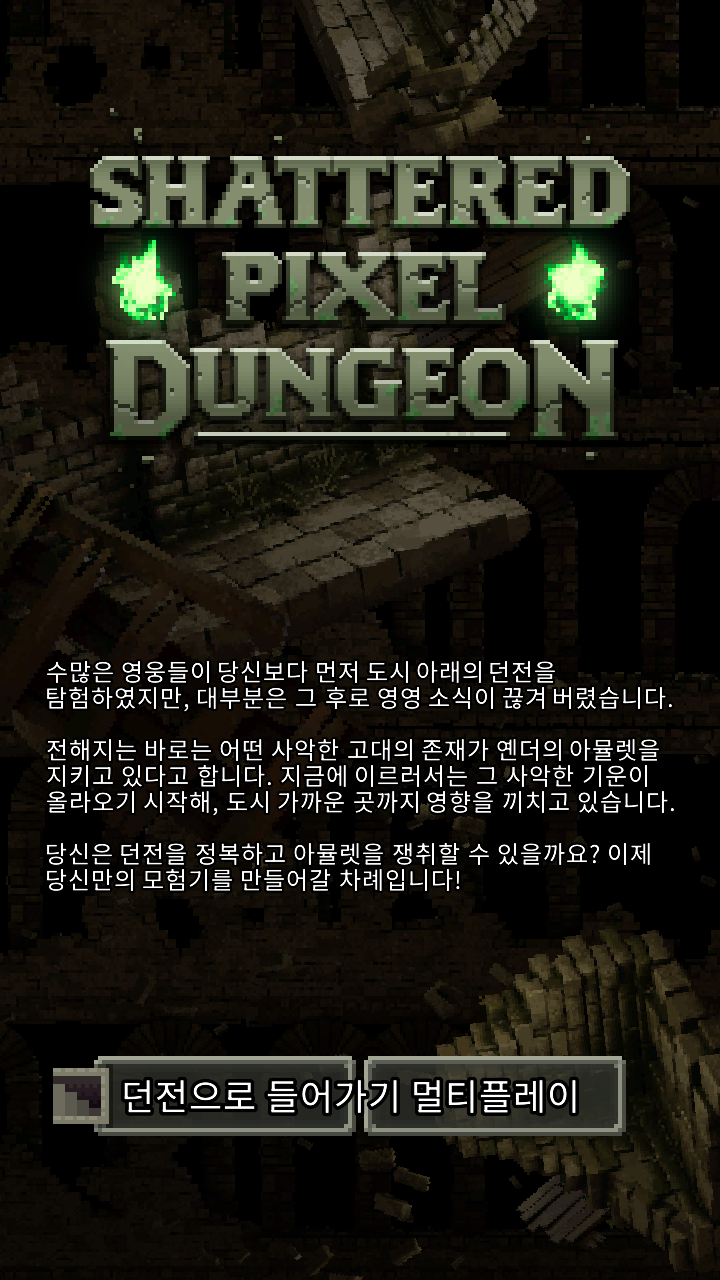 SHATTERED
PIXEL
DUNGEON
수많은 영웅들이 당신보다 먼저 도시 아래의 던전을
탐험하였지만, 대부분은 그 후로 영영 소식이 끊겨 버렸습니다.
전해지는 바로는 어떤 사악한 고대의 존재가 옌더의 아뮬렛을
지키고 있다고 합니다. 지금에 이르러서는 그 사악한 기운이
올라오기 시작해, 도시 가까운 곳까지 영향을 끼치고 있습니다.
당신은 던전을 정복하고 아뮬렛을 쟁취할 수 있을까요? 이제
당신만의 모험기를 만들어갈 차례입니다!
던전으로 들어가기 멀티플레이